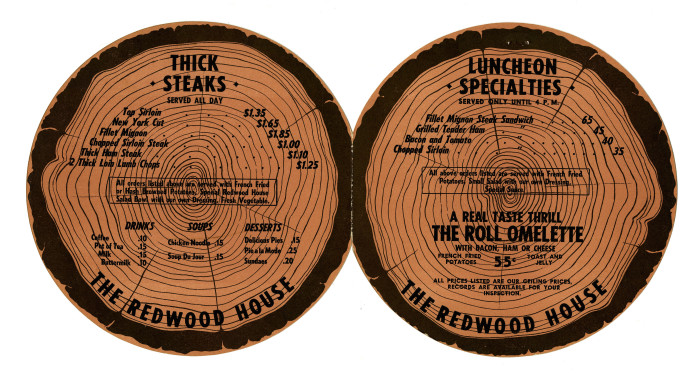 THICK
• STEAKS •
SERVED ALL DAY
Top Sirloin $1.35
New York Cut $1.65
Fillet Mignon $1.85
Chopped Sirloin Steak $1.00
Thick Ham Steak $1.10
2 Thick Loin Lamb Chops $1.25
All orders listed above are served with French Fried
or Hash Browned Potatoes, Special Redwood House
Salad Bowl with our own Dressing, Fresh Vegetable.
DRINKS
Coffee .10
Pot of Tea .15
Milk .15
Buttermilk .10
SOUPS
Chicken Noodle .15
Soup Du Jour .15
DESSERTS
Delicious Pies .15
Pie a la Mode .25
Sundaes .20
THE REDWOOD HOUSE
LUNCHEON
• SPECIALTIES •
SERVED ONLY UNTIL 4 P.M.
Fillet Mignon Steak Sandwich 65
Grilled Tender Ham 45
Bacon and Tomato 40
Chopped Sirloin 35
All above orders listed are served with French Fried
Potatoes, Small Salad with our own Dressing,
Special Sauce.
A REAL TASTE THRILL
THE ROLL OMELETTE
WITH BACON, HAM OR CHEESE
FRENCH FRIED POTATOES 55c TOAST AND JELLY
ALL PRICES LISTED ARE OUR CEILING PRICES,
RECORDS ARE AVAILABLE FOR YOUR
INSPECTION.
THE REDWOOD HOUSE